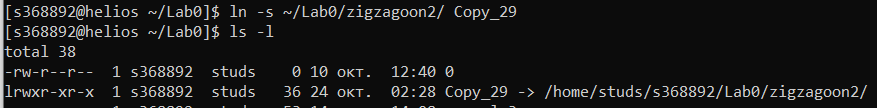 [s368892@helios ~/Lab0]$ ln -s ~/Lab0/zigzagoon2/ Copy_29
[s368892@helios ~/Lab0]$ ls -l
total 38
-rw-r--r-- 1 s368892 studs 0 10 окт. 12:40 0
lrwxr-xr-x 1 s368892 studs 36 24 окт. 02:28 Copy_29 -> /home/studs/s368892/Lab0/zigzagoon2/